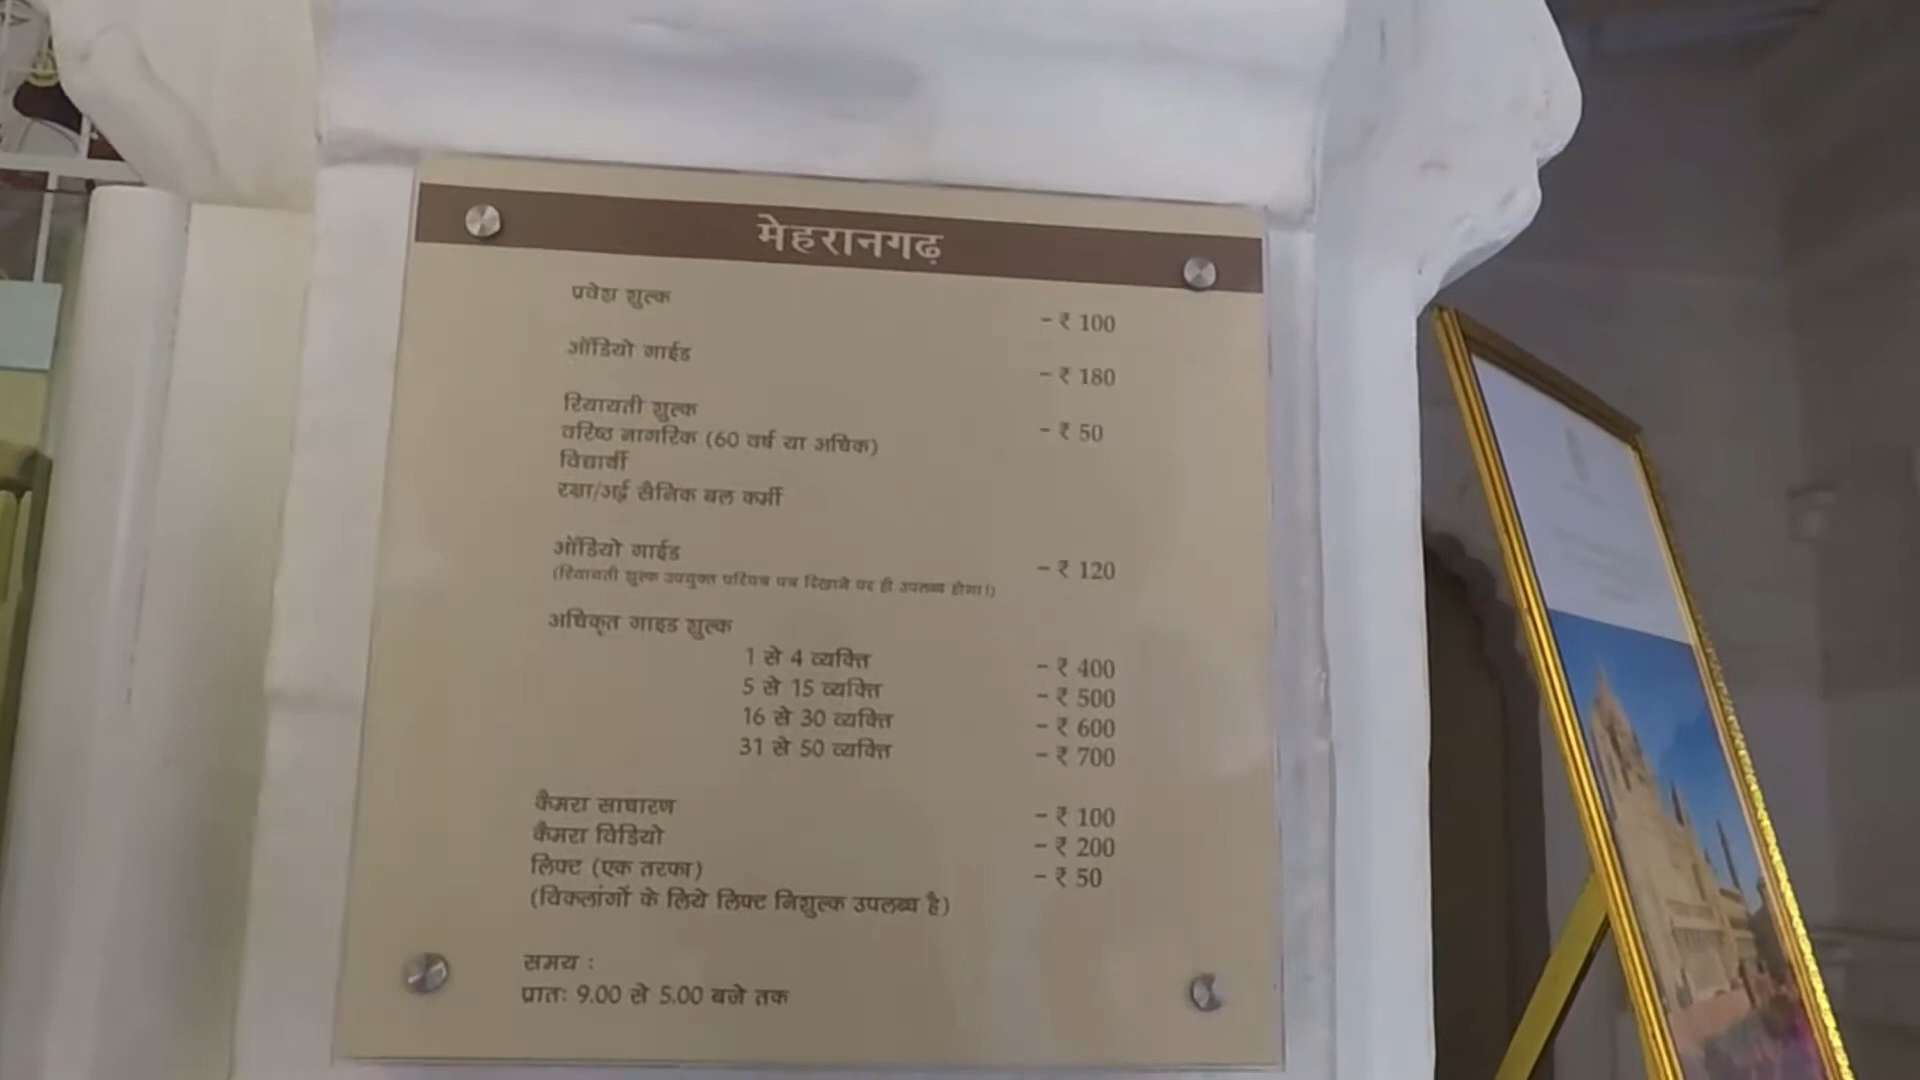 मेहरानगढ़
प्रवेश शुल्क - ₹ 100
ऑडियो गाईड - ₹ 180
रियायती शुल्क - ₹ 50
वरिष्ठ नागरिक (60 वर्ष या अधिक)
विद्यार्थी
रक्षा/अर्द्ध सैनिक बल कर्मी
ऑडियो गाईड - ₹ 120
(रियायती शुल्क उपयुक्त परिचय पत्र दिखाने पर ही उपलब्ध होगा।)
अधिकृत गाइड शुल्क
1 से 4 व्यक्ति - ₹ 400
5 से 15 व्यक्ति - ₹ 500
16 से 30 व्यक्ति - ₹ 600
31 से 50 व्यक्ति - ₹ 700
कैमरा साधारण - ₹ 100
कैमरा विडियो - ₹ 200
लिफ्ट (एक तरफा) - ₹ 50
(विकलांगों के लिये लिफ्ट निशुल्क उपलब्ध है)
समय :
प्रातः 9.00 से 5.00 बजे तक